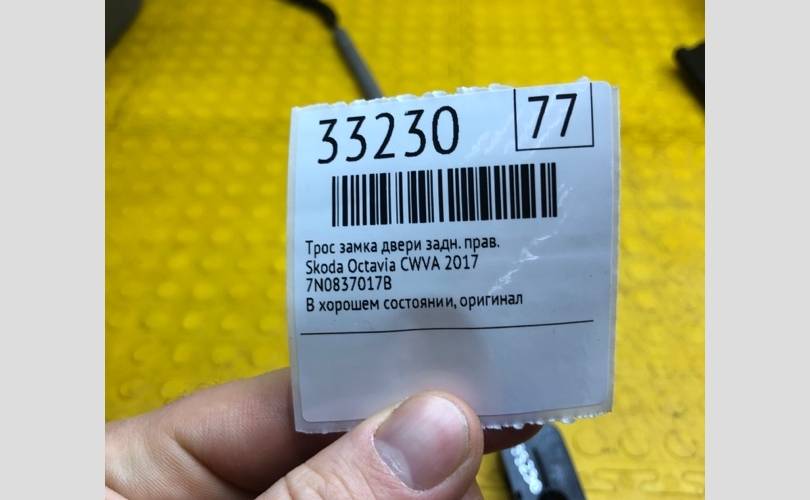 33230
77
Трос замка двери задн. прав.
Skoda Octavia CWVA 2017
7N0837017B
В хорошем состоянии, оригинал